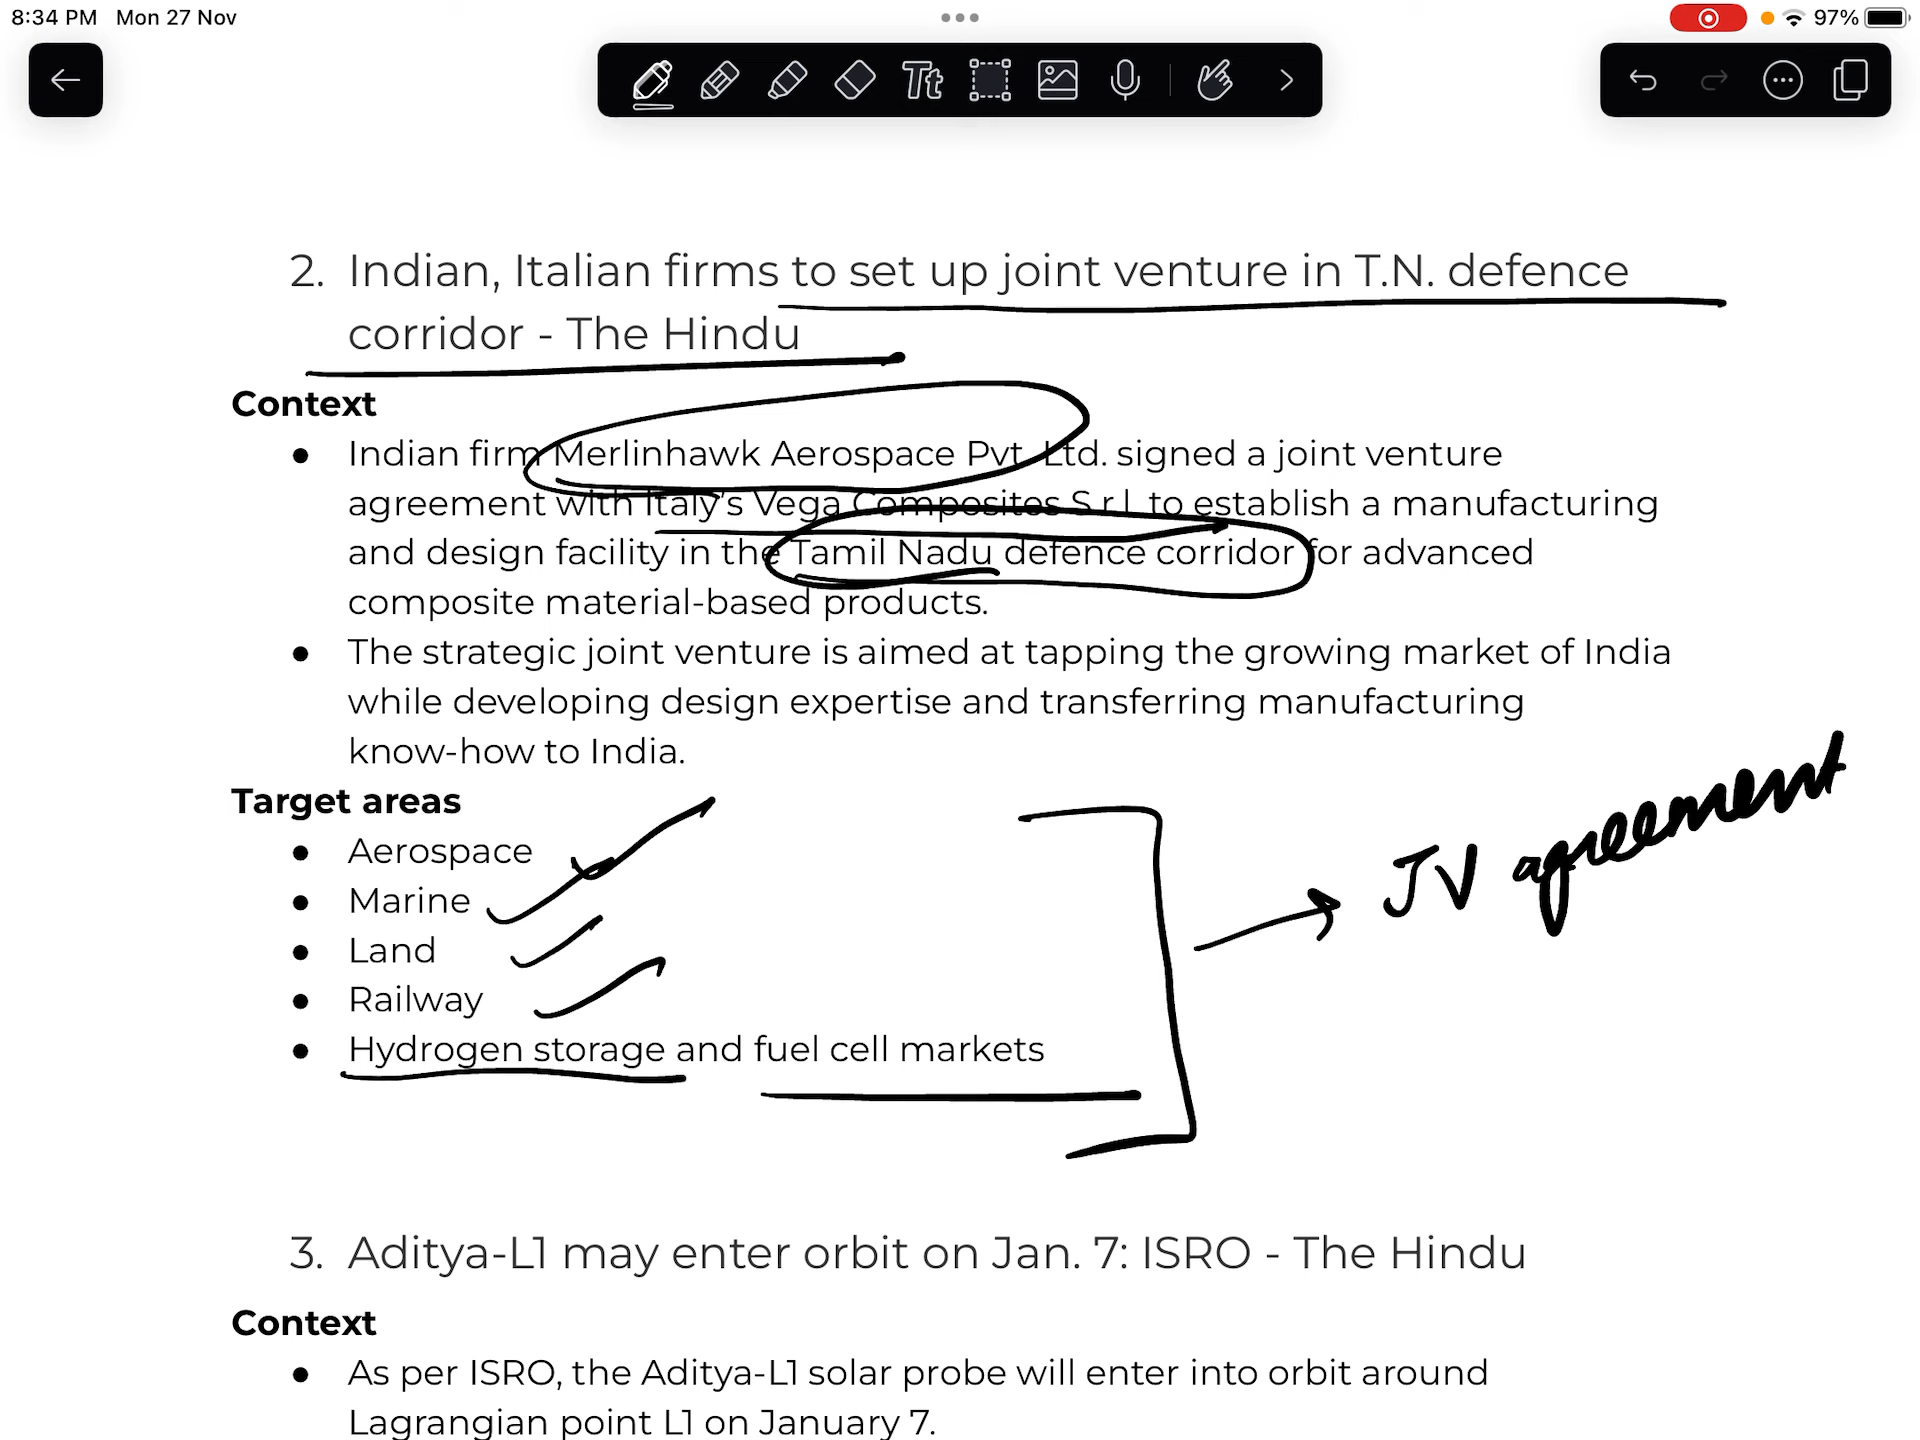 8:34 PM Mon 27 Nov
97%
Tt
2. Indian, Italian firms to set up joint venture in T.N. defence
corridor - The Hindu
Context
● Indian firm Merlinhawk Aerospace Pvt. Ltd. signed a joint venture
agreement with Italy's Vega Composites S.r.l. to establish a manufacturing
and design facility in the Tamil Nadu defence corridor for advanced
composite material-based products.
● The strategic joint venture is aimed at tapping the growing market of India
while developing design expertise and transferring manufacturing
know-how to India.
Target areas
● Aerospace
● Marine
● Land
● Railway
● Hydrogen storage and fuel cell markets
JV agreement
3. Aditya-L1 may enter orbit on Jan. 7: ISRO - The Hindu
Context
● As per ISRO, the Aditya-L1 solar probe will enter into orbit around
Lagrangian point L1 on January 7.